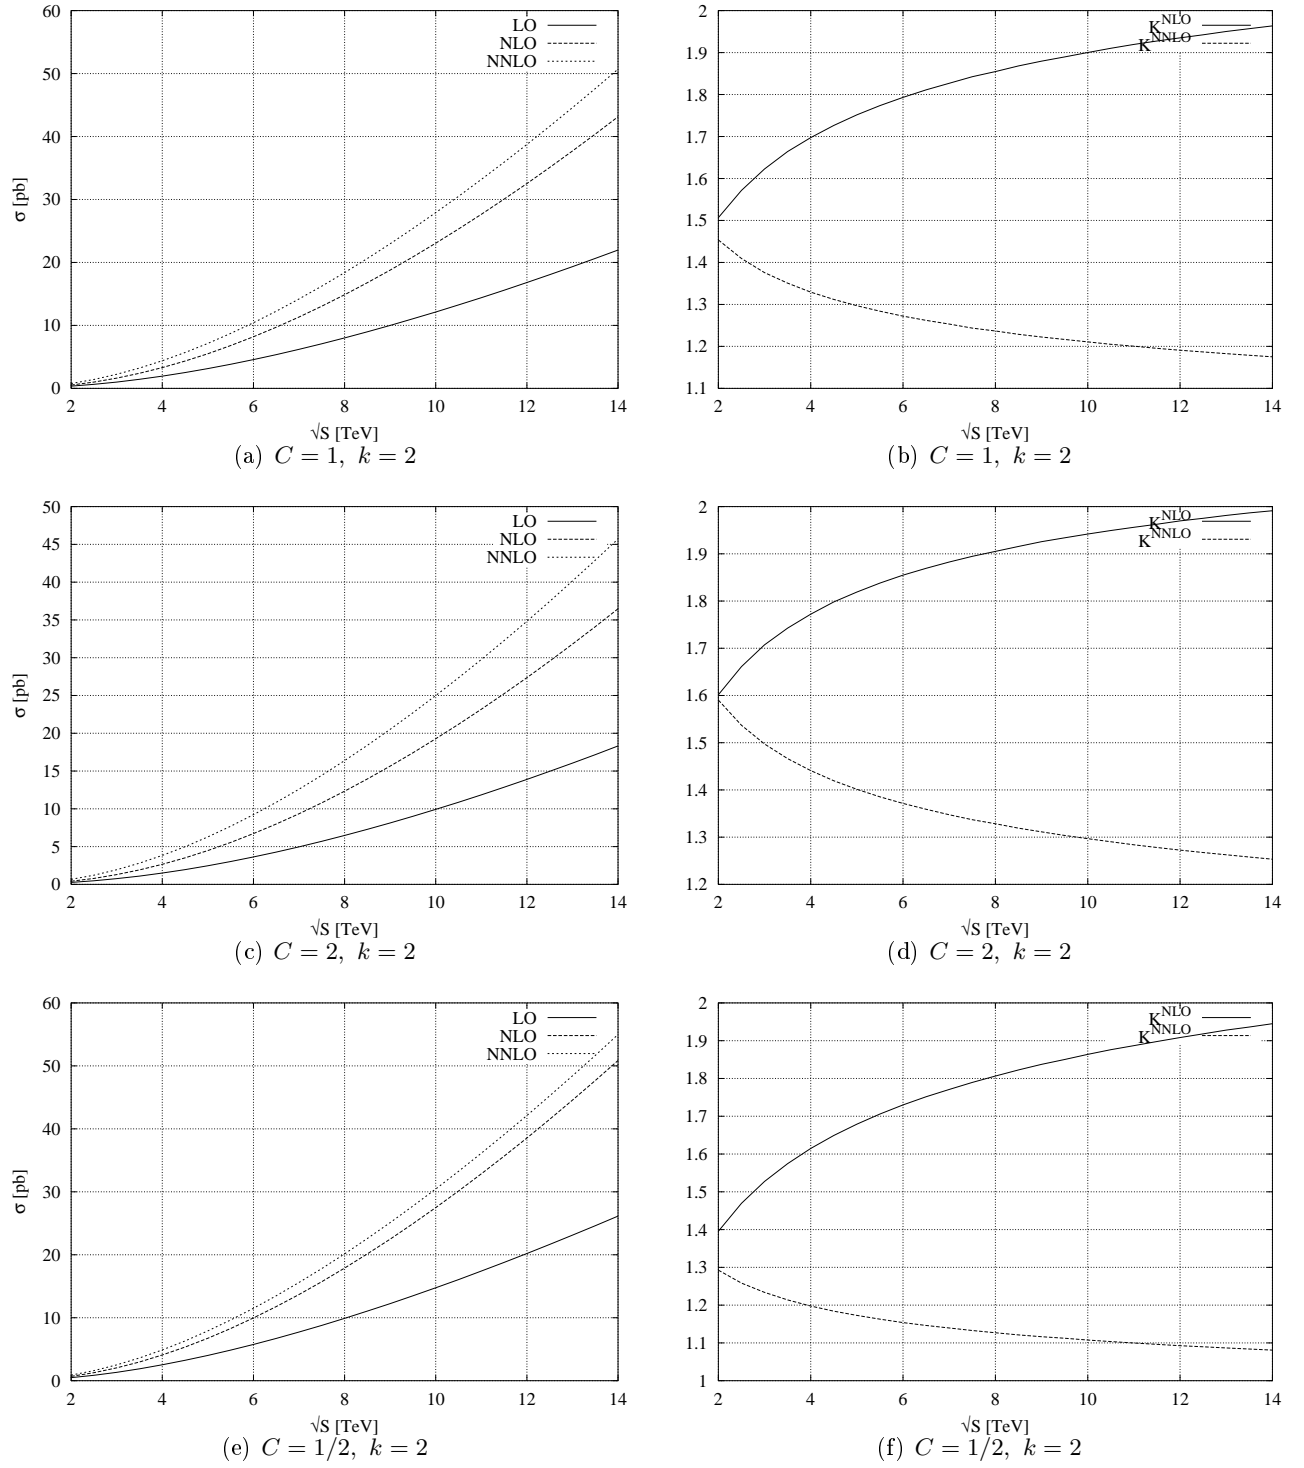 60
50
40
30
20
10
0
σ [pb]
LO
NLO
NNLO
2 4 6 8 10 12 14
√S [TeV]
(a) C = 1, k = 2
2
1.9
1.8
1.7
1.6
1.5
1.4
1.3
1.2
1.1
K^NLO
K^NNLO
2 4 6 8 10 12 14
√S [TeV]
(b) C = 1, k = 2
50
45
40
35
30
25
20
15
10
5
0
σ [pb]
LO
NLO
NNLO
2 4 6 8 10 12 14
√S [TeV]
(c) C = 2, k = 2
2
1.9
1.8
1.7
1.6
1.5
1.4
1.3
1.2
K^NLO
K^NNLO
2 4 6 8 10 12 14
√S [TeV]
(d) C = 2, k = 2
60
50
40
30
20
10
0
σ [pb]
LO
NLO
NNLO
2 4 6 8 10 12 14
√S [TeV]
(e) C = 1/2, k = 2
2
1.9
1.8
1.7
1.6
1.5
1.4
1.3
1.2
1.1
1
K^NLO
K^NNLO
2 4 6 8 10 12 14
√S [TeV]
(f) C = 1/2, k = 2